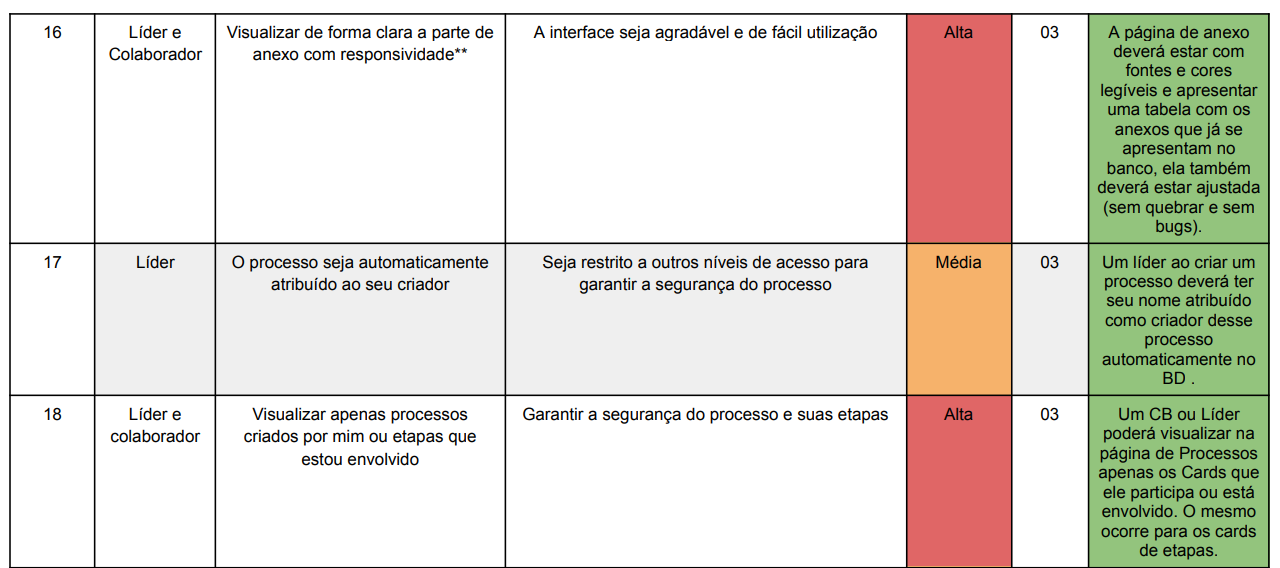 16
Líder e
Colaborador
Visualizar de forma clara a parte de
anexo com responsividade**
A interface seja agradável e de fácil utilização
Alta
03
A página de anexo
deverá estar com
fontes e cores
legíveis e apresentar
uma tabela com os
anexos que já se
apresentam no
banco, ela também
deverá estar ajustada
(sem quebrar e sem
bugs).
17
Líder
O processo seja automaticamente
atribuído ao seu criador
Seja restrito a outros níveis de acesso para
garantir a segurança do processo
Média
03
Um líder ao criar um
processo deverá ter
seu nome atribuído
como criador desse
processo
automaticamente no
BD .
18
Líder e
colaborador
Visualizar apenas processos
criados por mim ou etapas que
estou envolvido
Garantir a segurança do processo e suas etapas
Alta
03
Um CB ou Líder
poderá visualizar na
página de Processos
apenas os Cards que
ele participa ou está
envolvido. O mesmo
ocorre para os cards
de etapas.